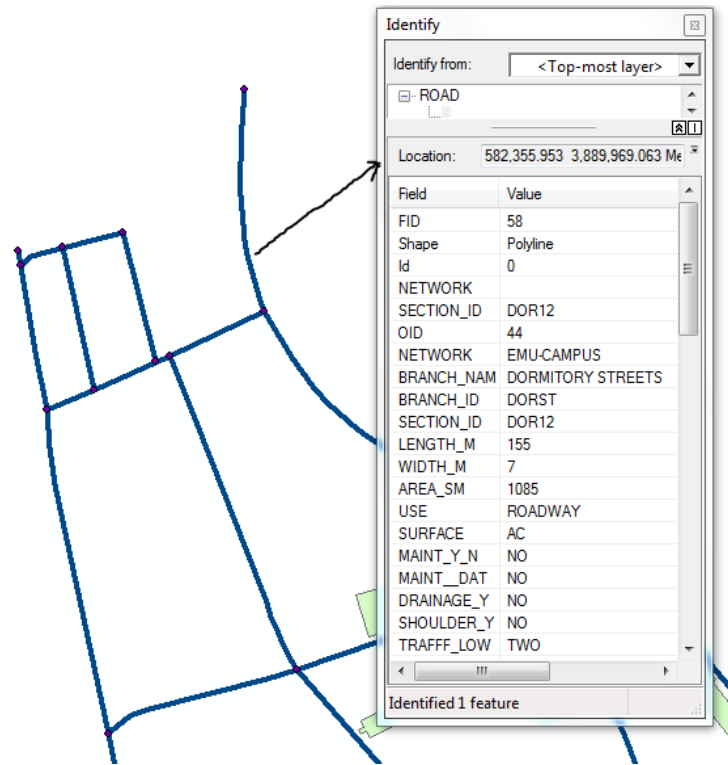 Identify
Identify from: <Top-most layer>
ROAD
Location: 582,355.953 3,889,969.063 Me
Field Value
FID 58
Shape Polyline
Id 0
NETWORK
SECTION_ID DOR12
OID 44
NETWORK EMU-CAMPUS
BRANCH_NAM DORMITORY STREETS
BRANCH_ID DORST
SECTION_ID DOR12
LENGTH_M 155
WIDTH_M 7
AREA_SM 1085
USE ROADWAY
SURFACE AC
MAINT_Y_N NO
MAINT__DAT NO
DRAINAGE_Y NO
SHOULDER_Y NO
TRAFFF_LOW TWO
Identified 1 feature